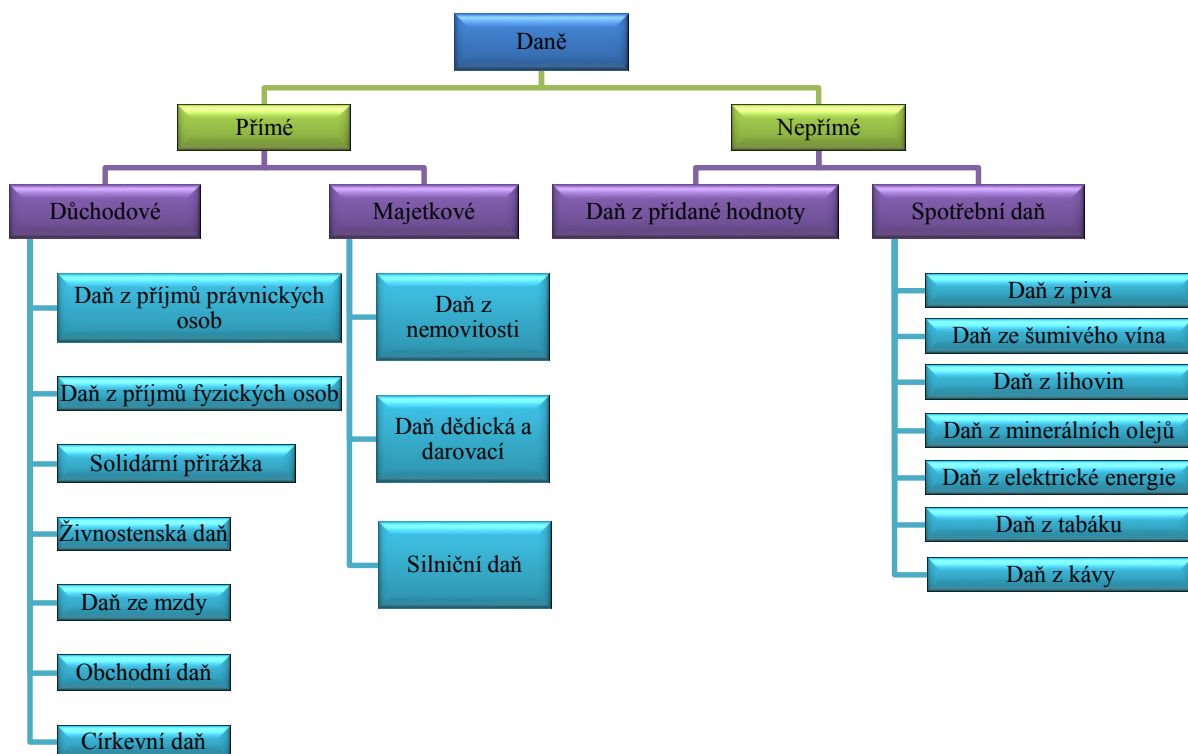 Daně
Přímé
Nepřímé
Důchodové
Majetkové
Daň z přidané hodnoty
Spotřební daň
Daň z příjmů právnických
osob
Daň z příjmů fyzických osob
Solidární přirážka
Živnostenská daň
Daň ze mzdy
Obchodní daň
Církevní daň
Daň z
nemovitosti
Daň dědická a
darovací
Silniční daň
Daň z piva
Daň ze šumivého vína
Daň z lihovin
Daň z minerálních olejů
Daň z elektrické energie
Daň z tabáku
Daň z kávy